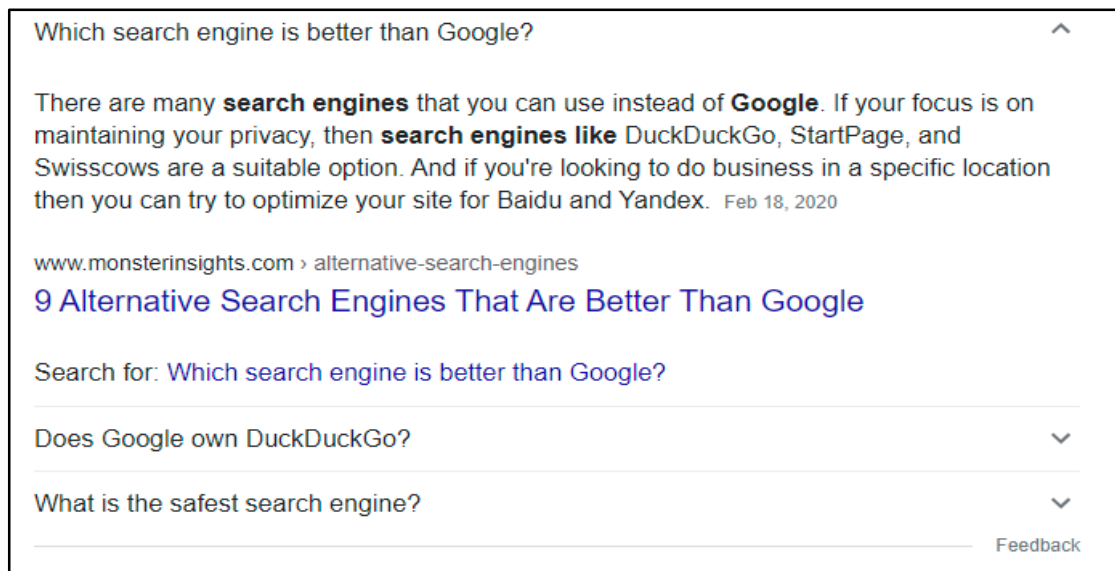 Which search engine is better than Google?
There are many search engines that you can use instead of Google. If your focus is on
maintaining your privacy, then search engines like DuckDuckGo, StartPage, and
Swisscows are a suitable option. And if you're looking to do business in a specific location
then you can try to optimize your site for Baidu and Yandex. Feb 18, 2020
www.monsterinsights.com › alternative-search-engines
9 Alternative Search Engines That Are Better Than Google
Search for: Which search engine is better than Google?
Does Google own DuckDuckGo?
What is the safest search engine?
Feedback